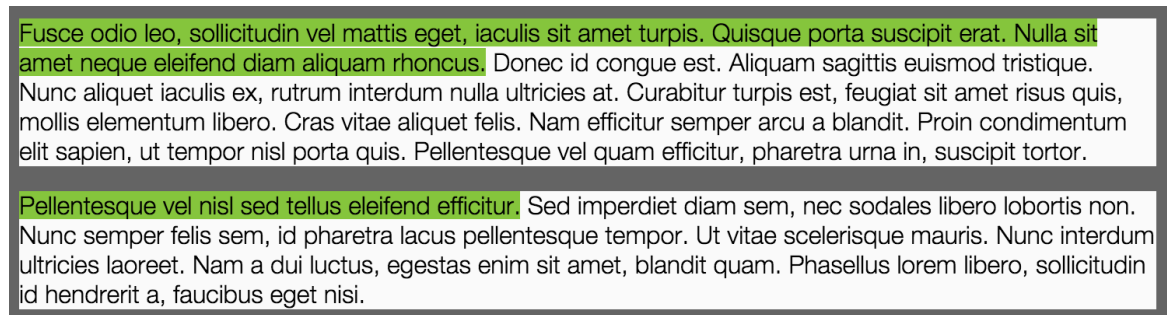 Fusce odio leo, sollicitudin vel mattis eget, iaculis sit amet turpis. Quisque porta suscipit erat. Nulla sit
amet neque eleifend diam aliquam rhoncus. Donec id congue est. Aliquam sagittis euismod tristique.
Nunc aliquet iaculis ex, rutrum interdum nulla ultricies at. Curabitur turpis est, feugiat sit amet risus quis,
mollis elementum libero. Cras vitae aliquet felis. Nam efficitur semper arcu a blandit. Proin condimentum
elit sapien, ut tempor nisl porta quis. Pellentesque vel quam efficitur, pharetra urna in, suscipit tortor.
Pellentesque vel nisl sed tellus eleifend efficitur. Sed imperdiet diam sem, nec sodales libero lobortis non.
Nunc semper felis sem, id pharetra lacus pellentesque tempor. Ut vitae scelerisque mauris. Nunc interdum
ultricies laoreet. Nam a dui luctus, egestas enim sit amet, blandit quam. Phasellus lorem libero, sollicitudin
id hendrerit a, faucibus eget nisi.